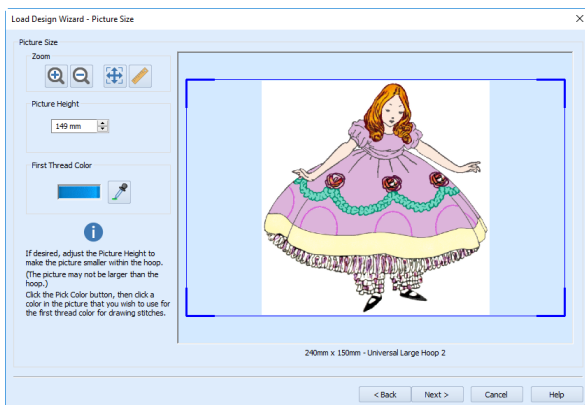 Load Design Wizard - Picture Size
Picture Size
Zoom
Picture Height
149 mm
First Thread Color
If desired, adjust the Picture Height to
make the picture smaller within the hoop.
(The picture may not be larger than the
hoop.)
Click the Pick Color button, then click a
color in the picture that you wish to use for
the first thread color for drawing stitches.
240mm x 150mm - Universal Large Hoop 2
< Back
Next >
Cancel
Help